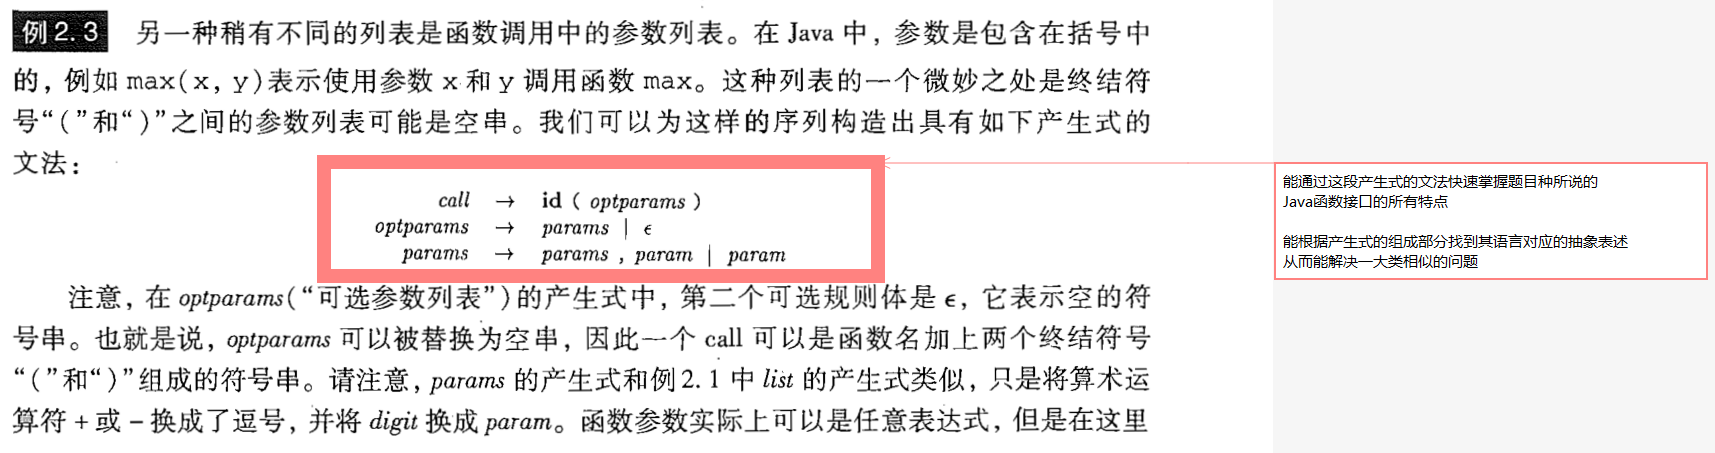 例2.3 另一种稍有不同的列表是函数调用中的参数列表。在 Java 中，参数是包含在括号中
的，例如 max(x, y)表示使用参数 x 和 y 调用函数 max。这种列表的一个微妙之处是终结符
号“(”和“)”之间的参数列表可能是空串。我们可以为这样的序列构造出具有如下产生式的
文法：
call → id ( optparams )
optparams → params | ϵ
params → params , param | param
能通过这段产生式的文法快速掌握题目种所说的
Java函数接口的所有特点
能根据产生式的组成部分找到其语言对应的抽象表述
从而能解决一大类相似的问题
注意，在 optparams(“可选参数列表”)的产生式中，第二个可选规则体是 ϵ，它表示空的符
号串。也就是说，optparams 可以被替换为空串，因此一个 call 可以是函数名加上两个终结符号
“(”和“)”组成的符号串。请注意，params 的产生式和例2.1 中 list 的产生式类似，只是将算术运
算符 + 或 - 换成了逗号，并将 digit 换成 param。函数参数实际上可以是任意表达式，但是在这里